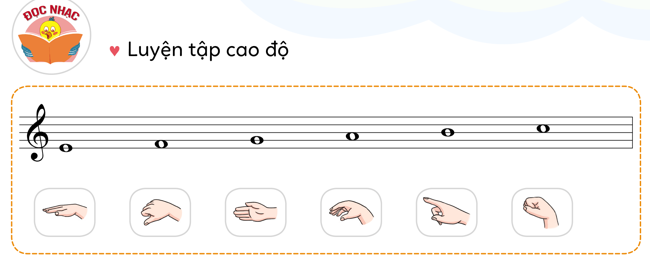 ĐỌC NHẠC
Luyện tập cao độ